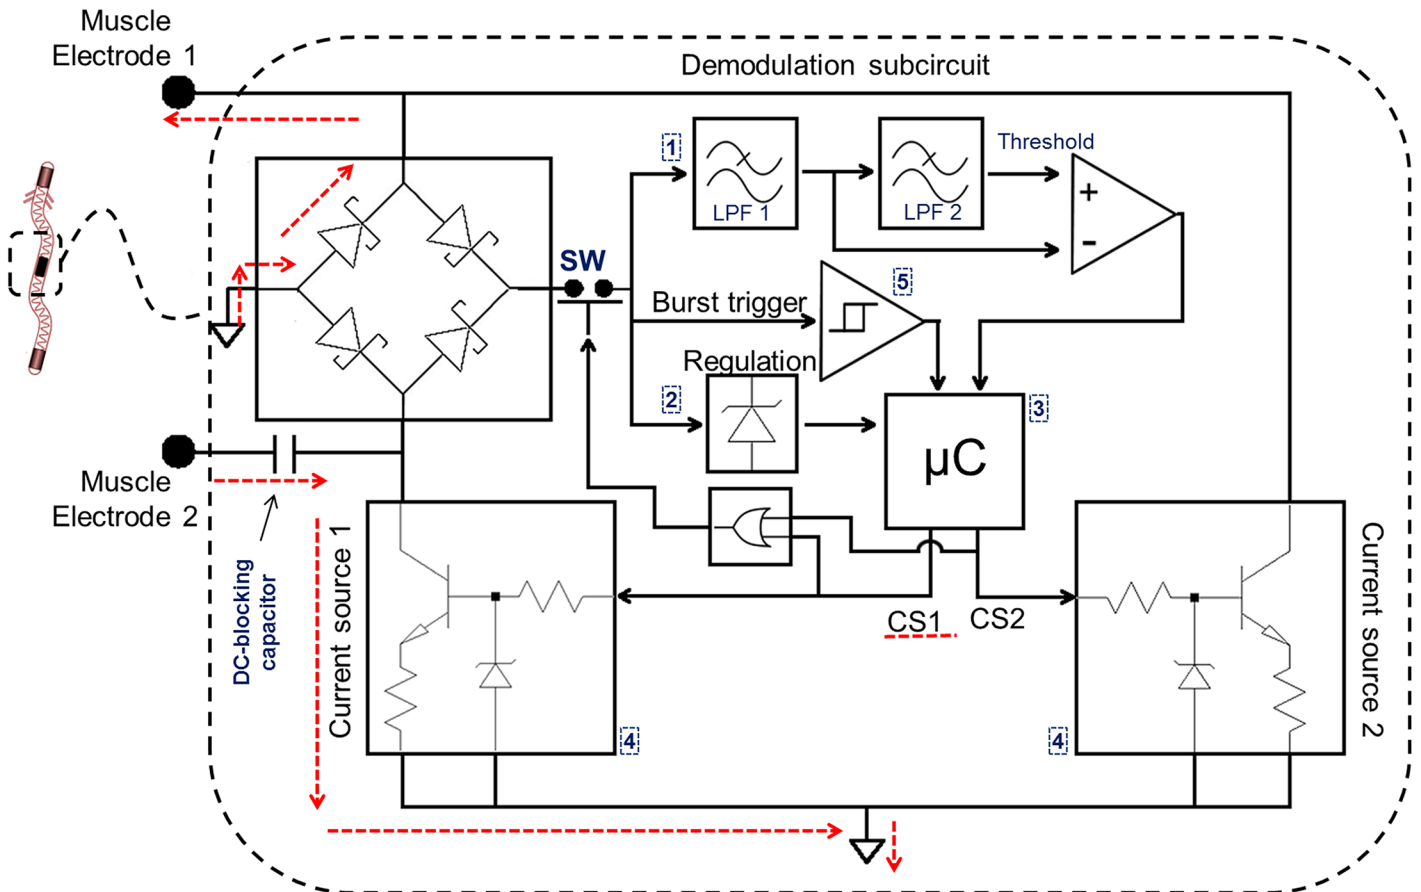 Muscle
Electrode 1
Demodulation subcircuit
1
LPF 1
LPF 2
Threshold
+
-
SW
Burst trigger
5
Regulation
2
3
µC
Muscle
Electrode 2
DC-blocking
capacitor
Current source 1
4
CS1
CS2
4
Current source 2